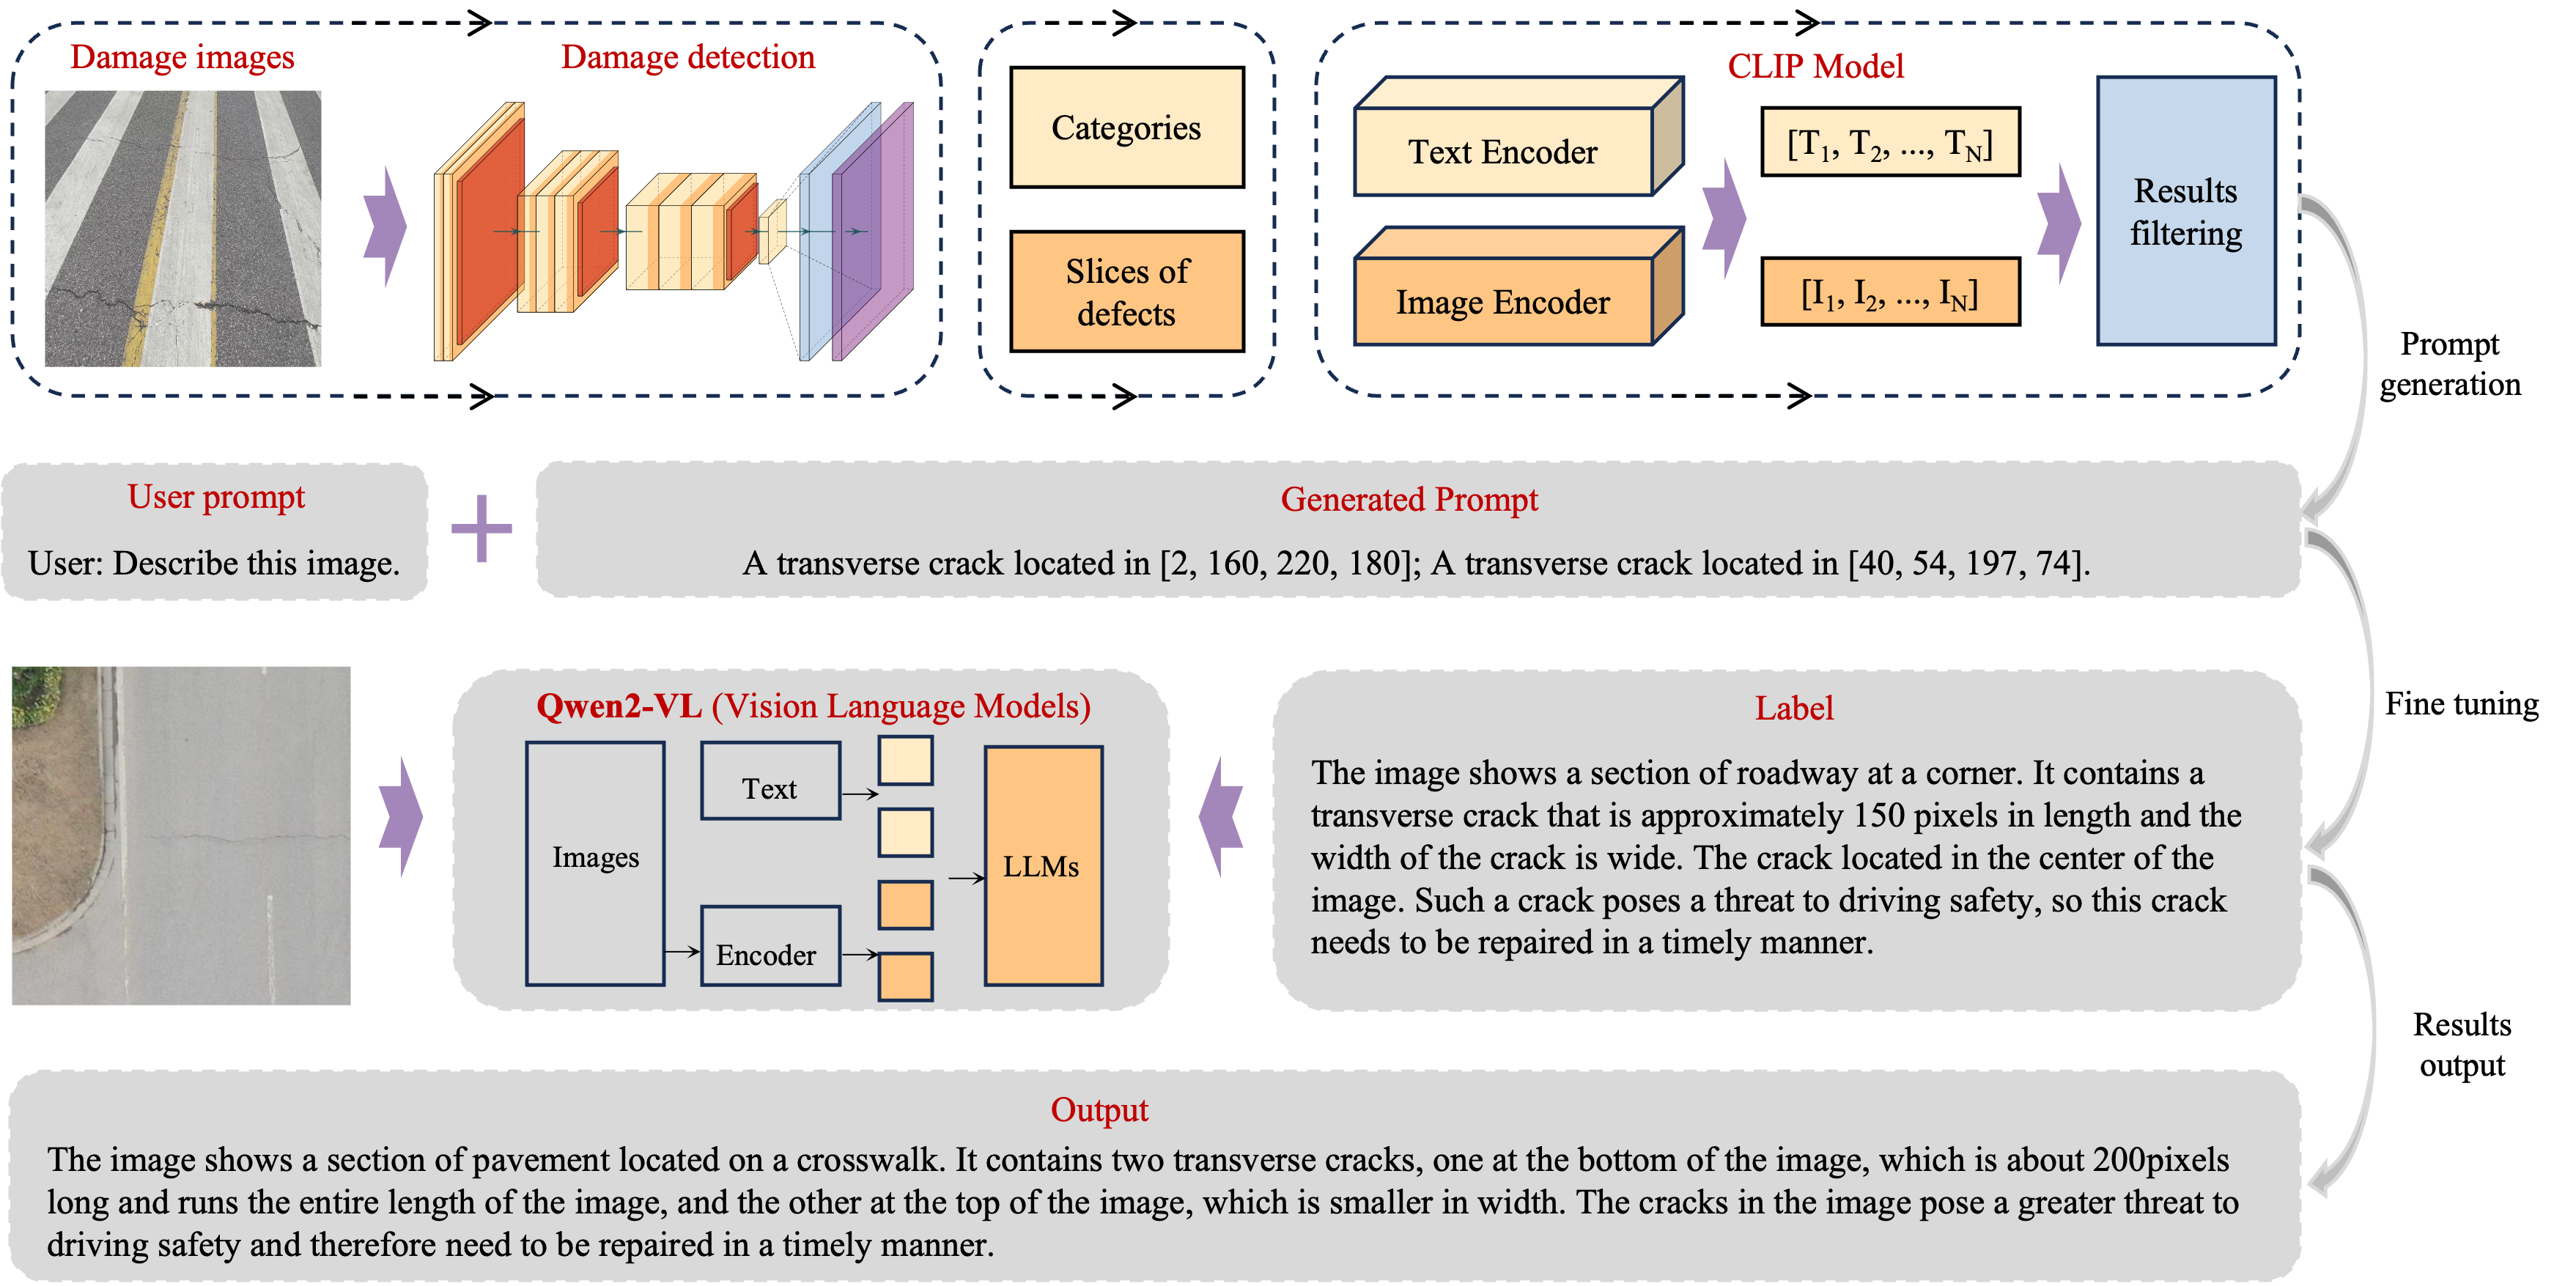 Damage images
Damage detection
Categories
Slices of
defects
CLIP Model
Text Encoder
Image Encoder
[T₁, T₂, ..., T_N]
[I₁, I₂, ..., I_N]
Results
filtering
Prompt
generation
User prompt
User: Describe this image.
Generated Prompt
A transverse crack located in [2, 160, 220, 180]; A transverse crack located in [40, 54, 197, 74].
Qwen2-VL (Vision Language Models)
Images
Text
Encoder
LLMs
Label
The image shows a section of roadway at a corner. It contains a
transverse crack that is approximately 150 pixels in length and the
width of the crack is wide. The crack located in the center of the
image. Such a crack poses a threat to driving safety, so this crack
needs to be repaired in a timely manner.
Fine tuning
Results
output
Output
The image shows a section of pavement located on a crosswalk. It contains two transverse cracks, one at the bottom of the image, which is about 200pixels
long and runs the entire length of the image, and the other at the top of the image, which is smaller in width. The cracks in the image pose a greater threat to
driving safety and therefore need to be repaired in a timely manner.